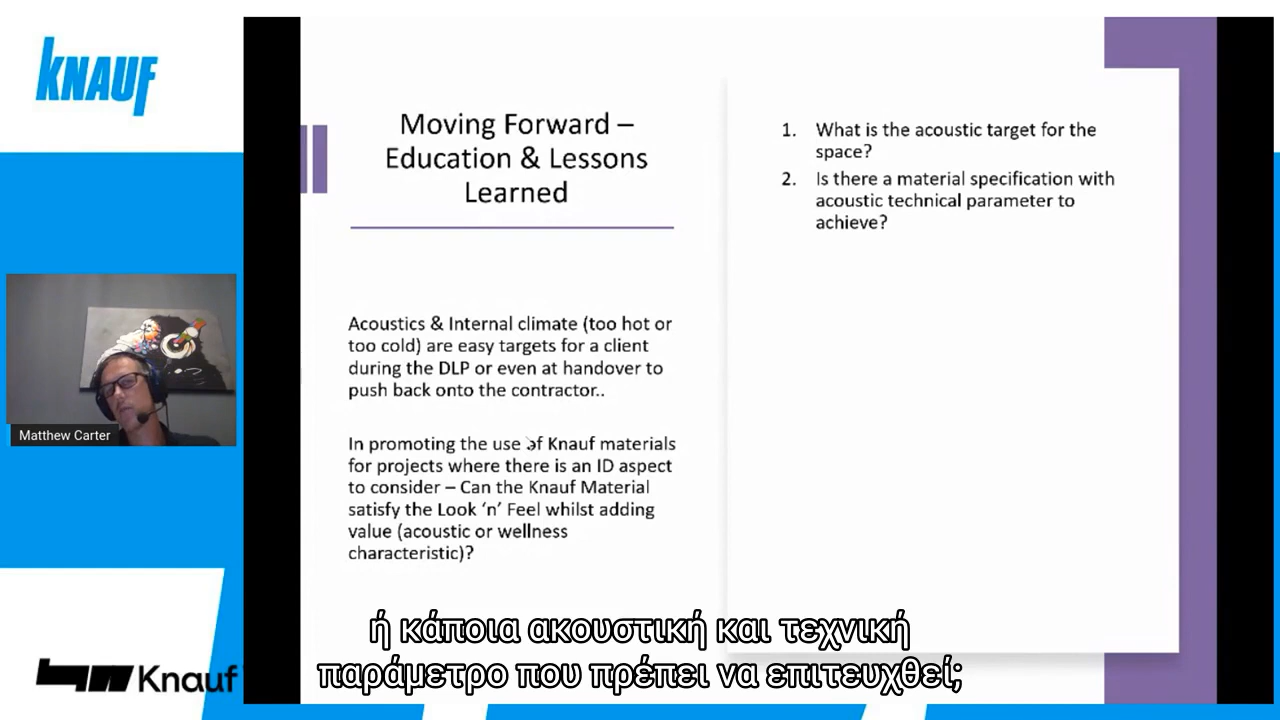 KNAUF
Moving Forward –
Education & Lessons
Learned
Acoustics & Internal climate (too hot or
too cold) are easy targets for a client
during the DLP or even at handover to
push back onto the contractor..
In promoting the use of Knauf materials
for projects where there is an ID aspect
to consider – Can the Knauf Material
satisfy the Look ‘n’ Feel whilst adding
value (acoustic or wellness
characteristic)?
1. What is the acoustic target for the
space?
2. Is there a material specification with
acoustic technical parameter to
achieve?
Matthew Carter
Knauf
ή κάποια ακουστική και τεχνική
παράμετρο που πρέπει να επιτευχθεί;